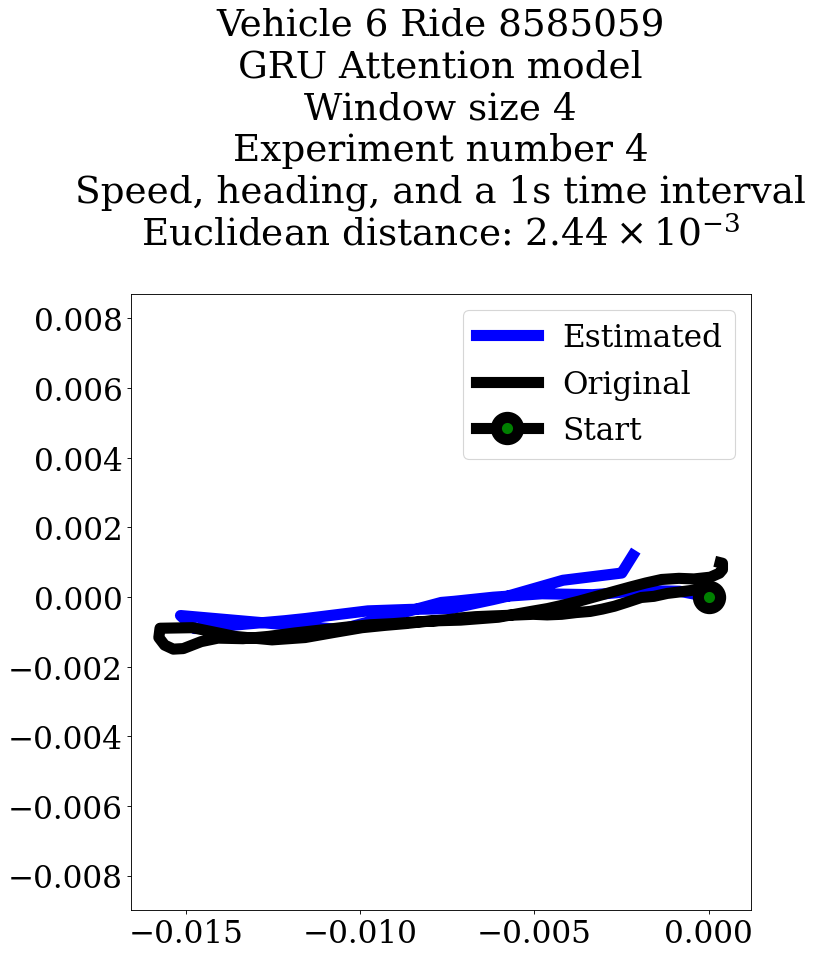 Vehicle 6 Ride 8585059
GRU Attention model
Window size 4
Experiment number 4
Speed, heading, and a 1s time interval
Euclidean distance: 2.44 × 10⁻³
Estimated
Original
Start
0.008
0.006
0.004
0.002
0.000
−0.002
−0.004
−0.006
−0.008
−0.015 −0.010 −0.005 0.000